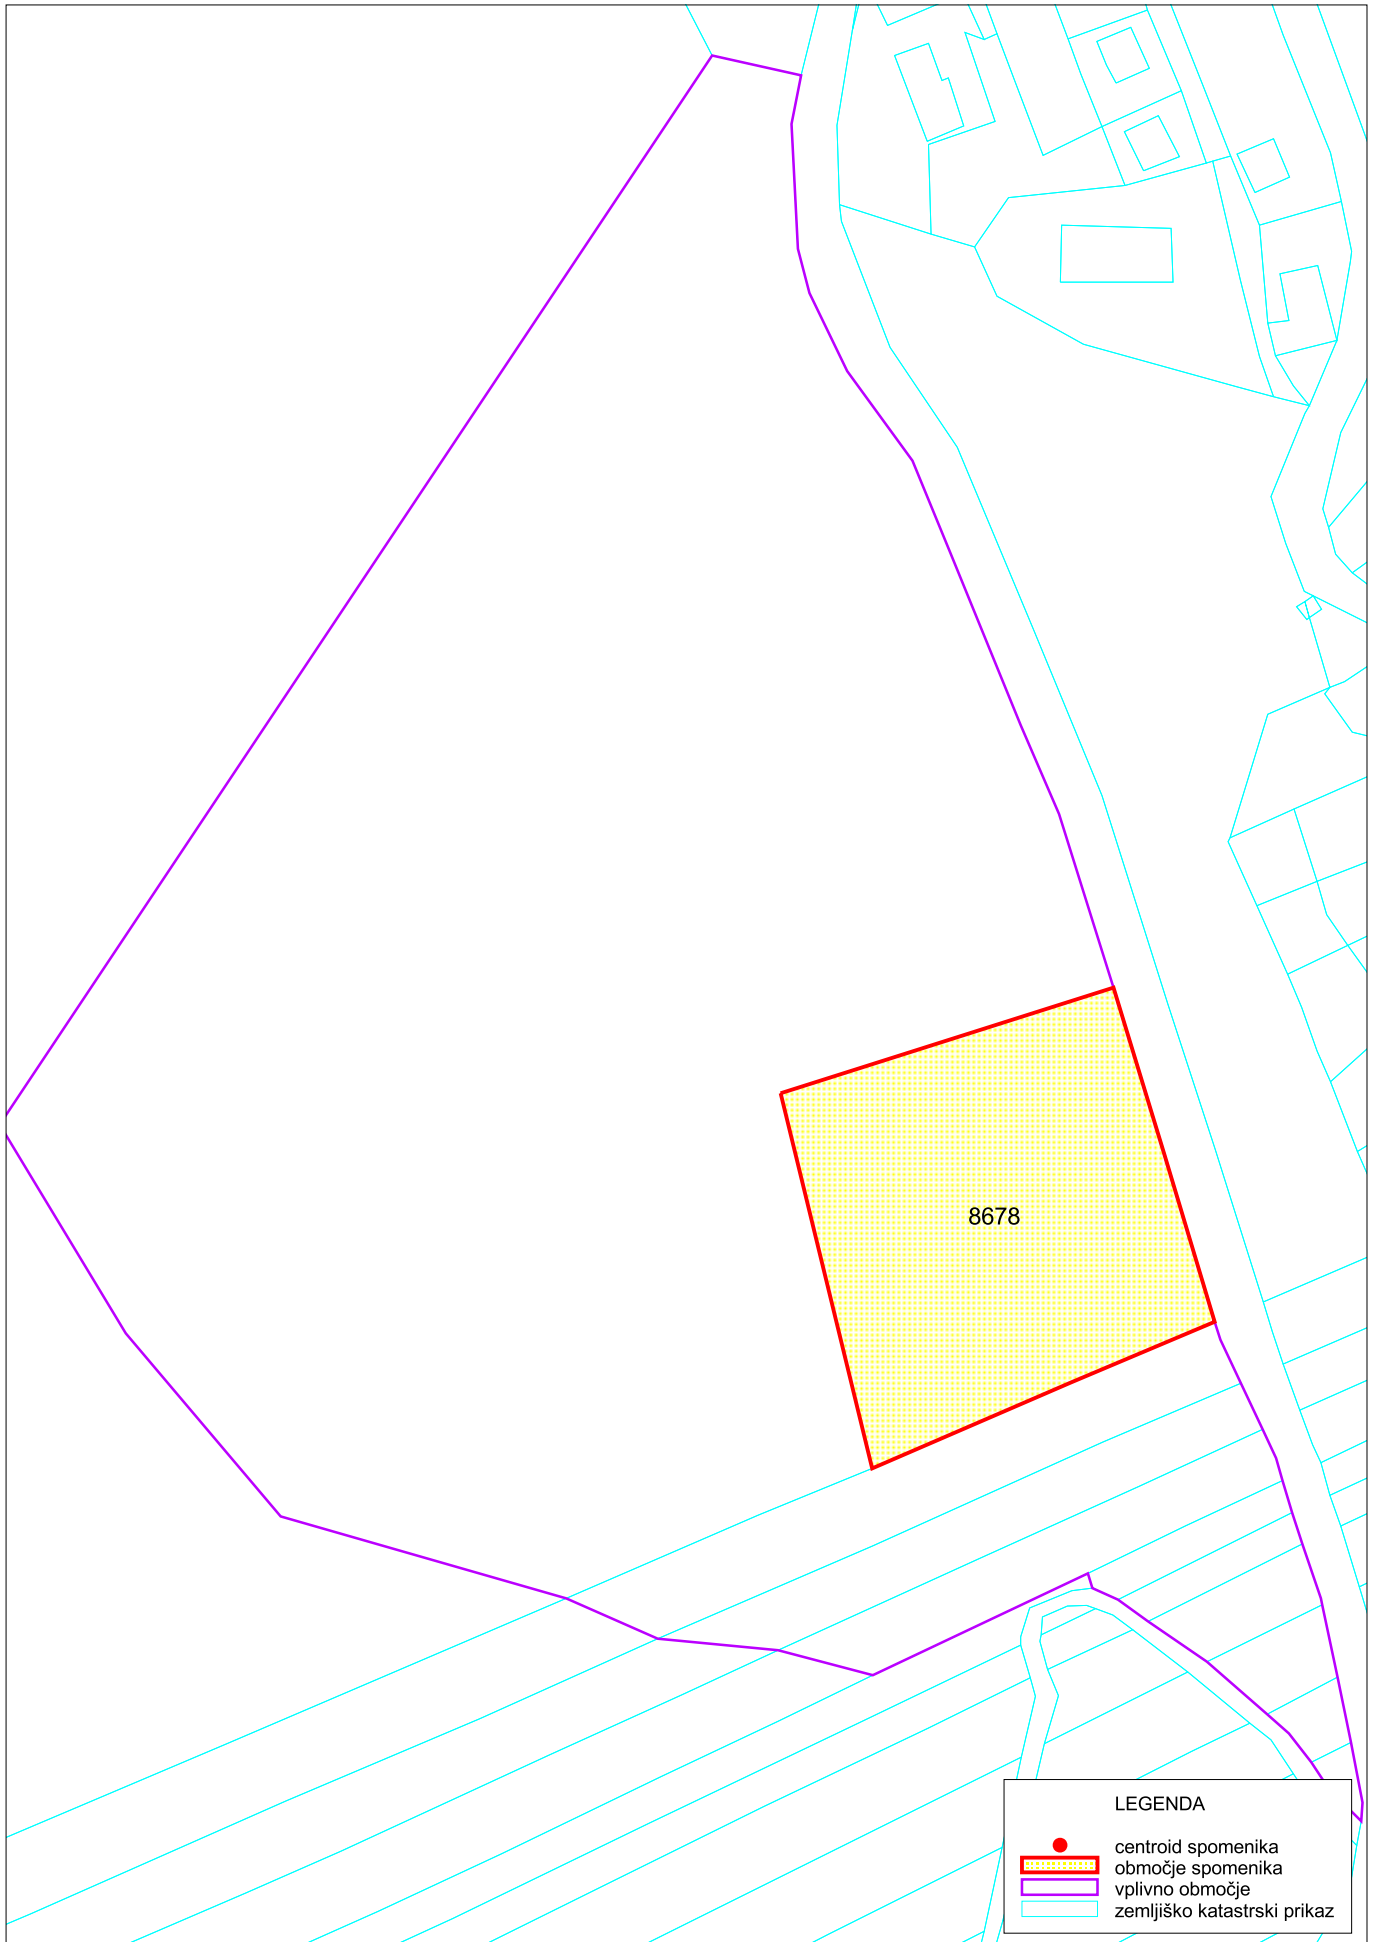 8678
LEGENDA
centroid spomenika
območje spomenika
vplivno območje
zemljiško katastrski prikaz